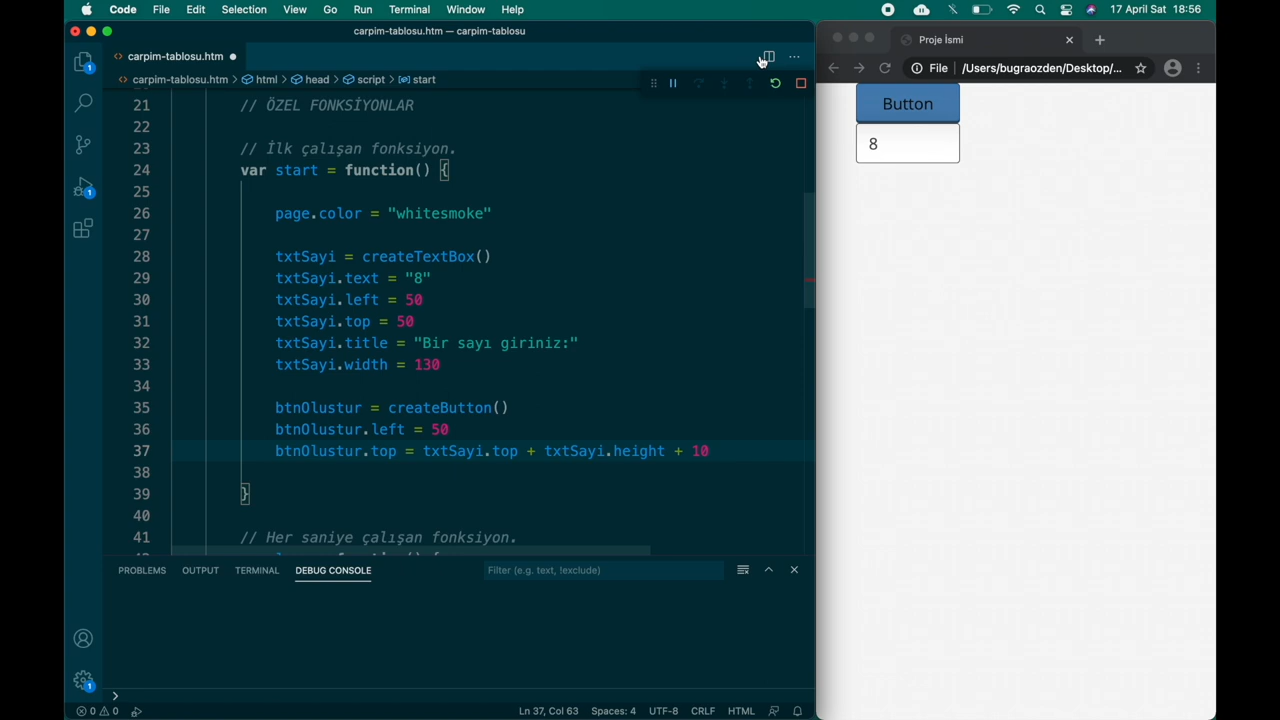 Code File Edit Selection View Go Run Terminal Window Help 17 April Sat 18:56
carpim-tablosu.htm — carpim-tablosu
carpim-tablosu.htm
carpim-tablosu.htm > html > head > script > start
21 // ÖZEL FONKSİYONLAR
22
23 // İlk çalışan fonksiyon.
24 var start = function() {
25
26 page.color = "whitesmoke"
27
28 txtSayi = createTextBox()
29 txtSayi.text = "8"
30 txtSayi.left = 50
31 txtSayi.top = 50
32 txtSayi.title = "Bir sayı giriniz:"
33 txtSayi.width = 130
34
35 btnOlustur = createButton()
36 btnOlustur.left = 50
37 btnOlustur.top = txtSayi.top + txtSayi.height + 10
38
39 }
40
41 // Her saniye çalışan fonksiyon.
PROBLEMS OUTPUT TERMINAL DEBUG CONSOLE Filter (e.g. text, !exclude)
1
1
1
0 0 Ln 37, Col 63 Spaces: 4 UTF-8 CRLF HTML
Proje İsmi
File /Users/bugraozden/Desktop/...
Button
8